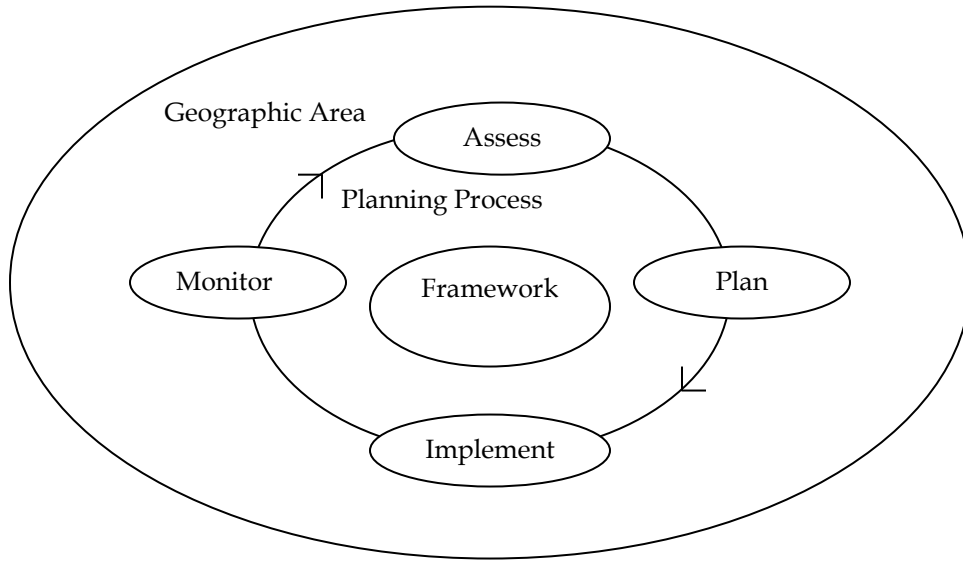 Geographic Area
Assess
Planning Process
Monitor
Framework
Plan
Implement